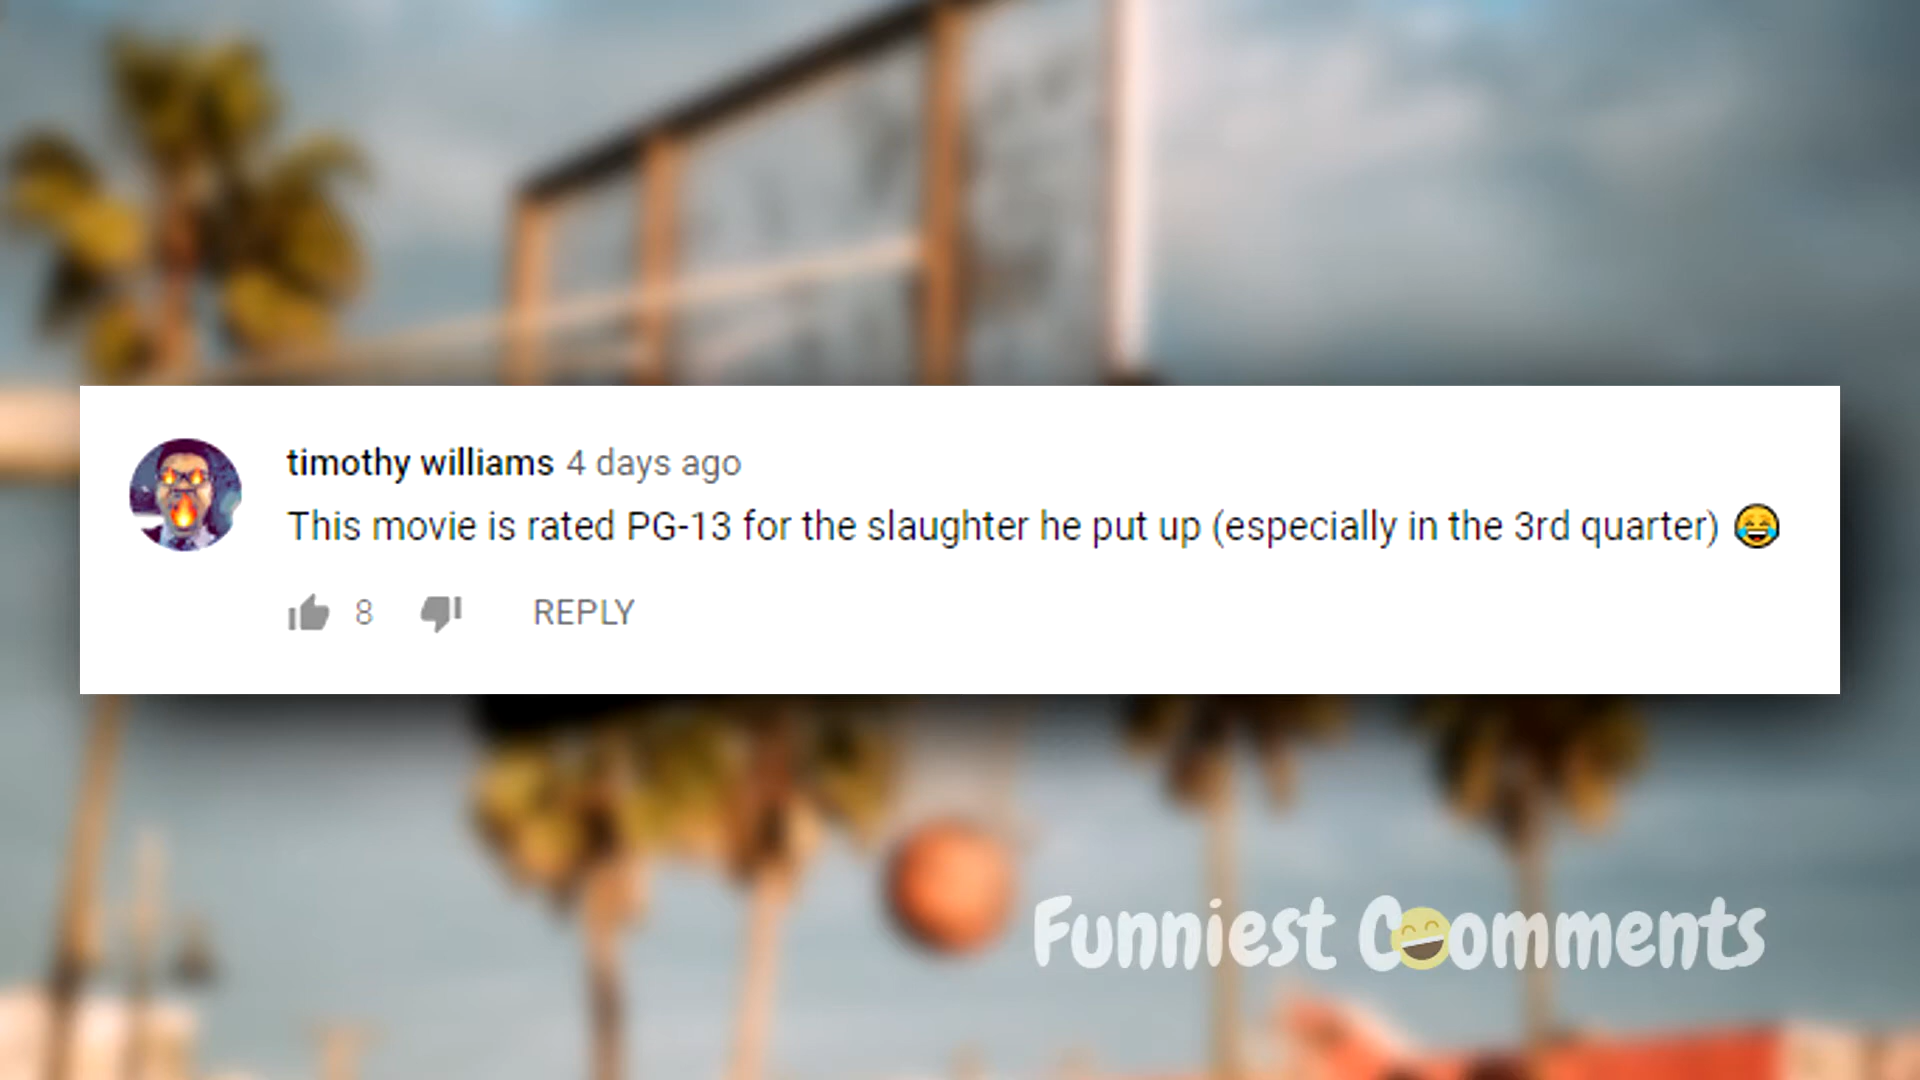 timothy williams 4 days ago
This movie is rated PG-13 for the slaughter he put up (especially in the 3rd quarter) 😂
8 REPLY
Funniest Comments